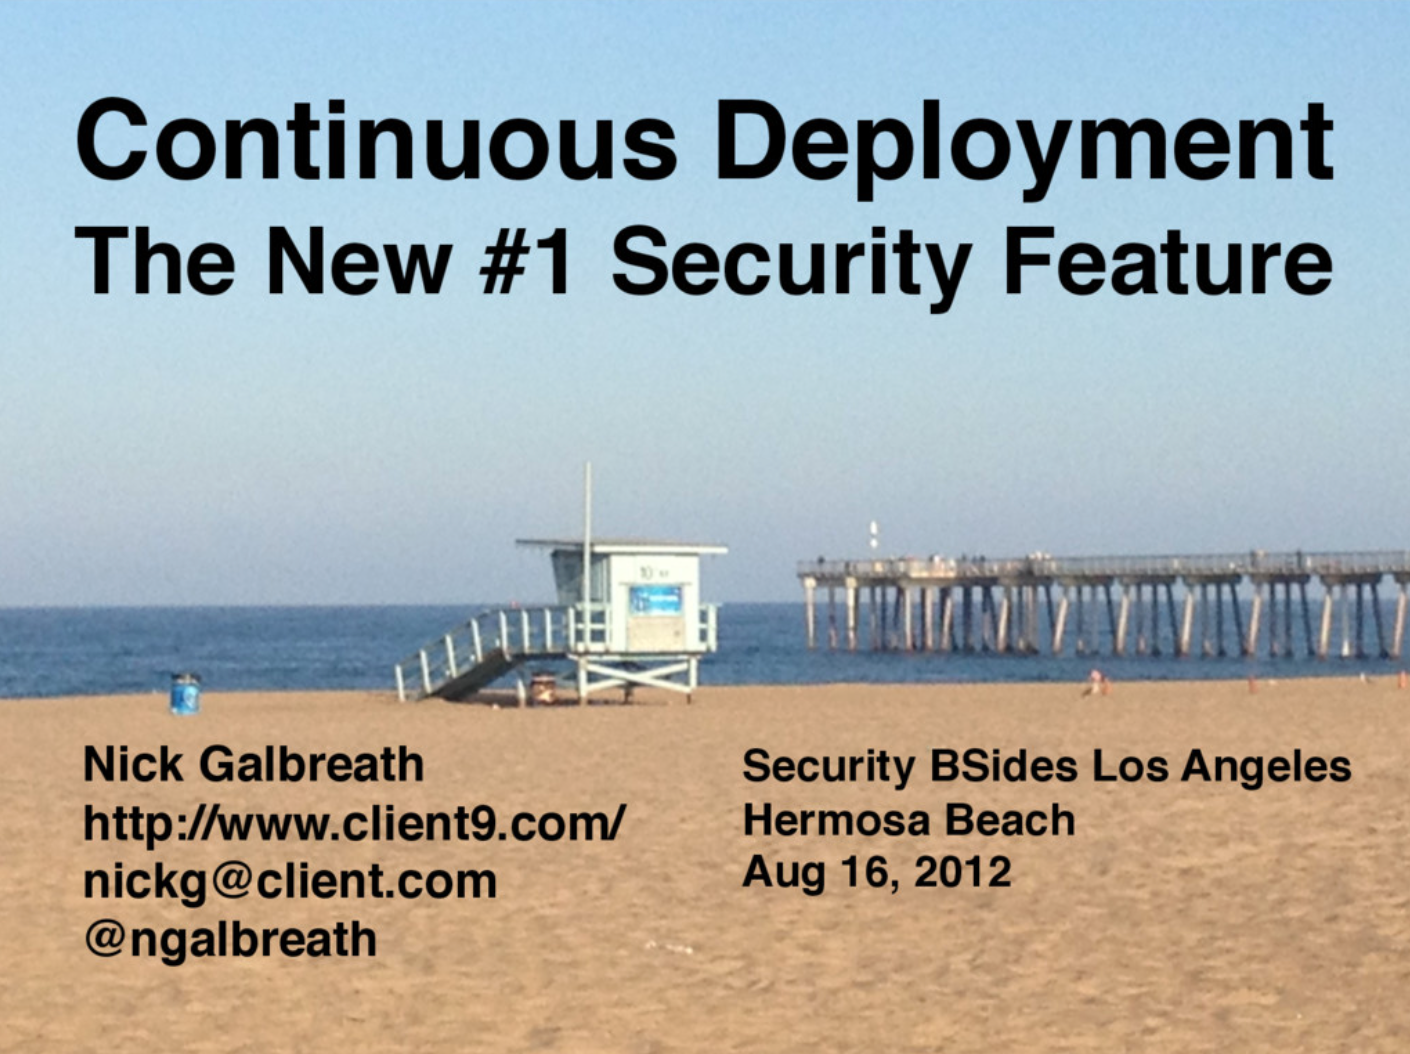 Continuous Deployment
The New #1 Security Feature
10
Nick Galbreath
http://www.client9.com/
nickg@client.com
@ngalbreath
Security BSides Los Angeles
Hermosa Beach
Aug 16, 2012